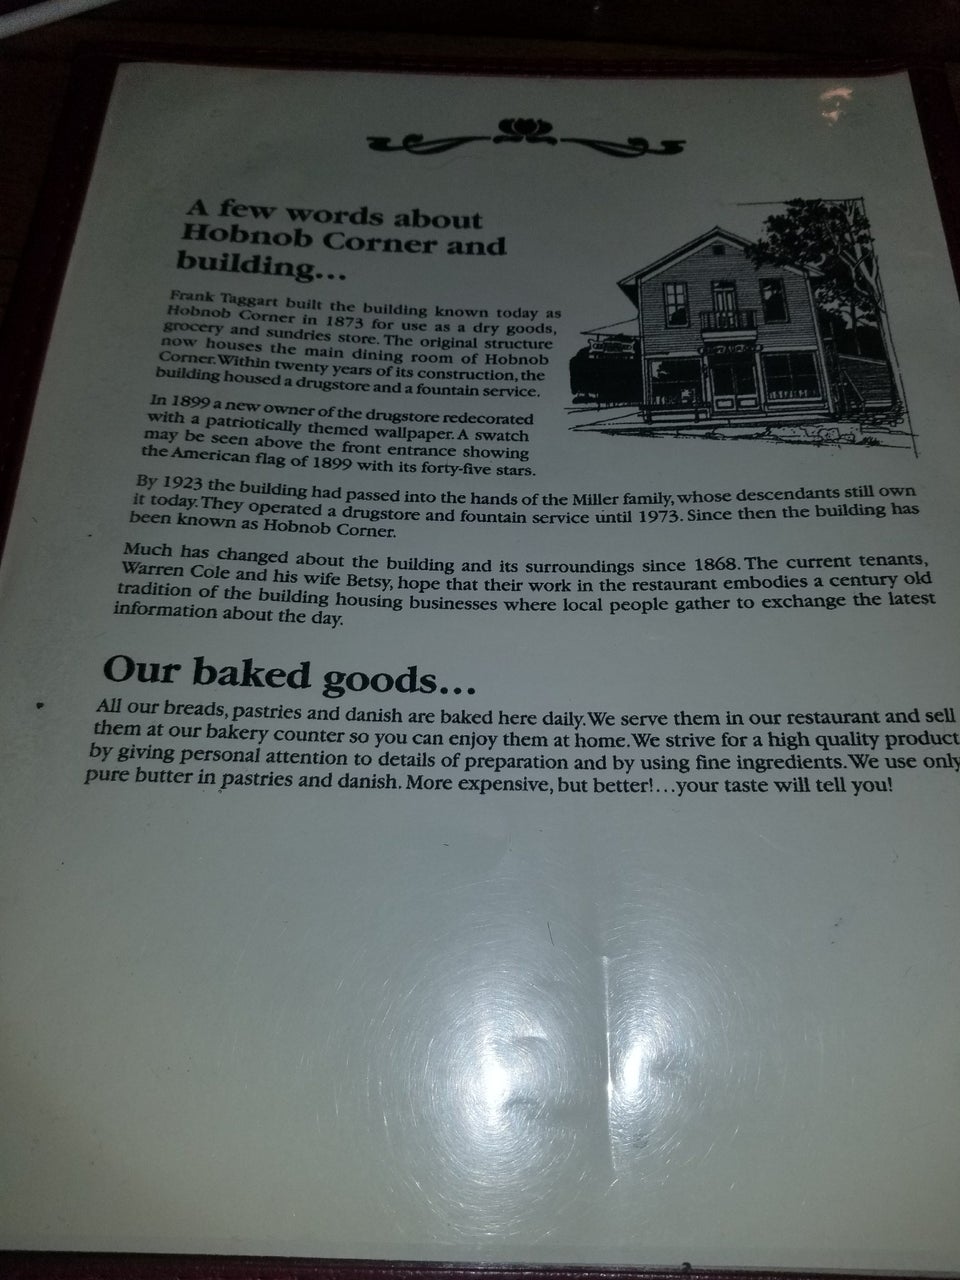 A few words about
Hobnob Corner and
building...
Frank Taggart built the building known today as
Hobnob Corner in 1873 for use as a dry goods,
grocery and sundries store. The original structure
now houses the main dining room of Hobnob
Corner. Within twenty years of its construction, the
building housed a drugstore and a fountain service.
In 1899 a new owner of the drugstore redecorated
with a patriotically themed wallpaper. A swatch
may be seen above the front entrance showing
the American flag of 1899 with its forty-five stars.
By 1923 the building had passed into the hands of the Miller family, whose descendants still own
it today. They operated a drugstore and fountain service until 1973. Since then the building has
been known as Hobnob Corner.
Much has changed about the building and its surroundings since 1868. The current tenants,
Warren Cole and his wife Betsy, hope that their work in the restaurant embodies a century old
tradition of the building housing businesses where local people gather to exchange the latest
information about the day.
Our baked goods...
All our breads, pastries and danish are baked here daily. We serve them in our restaurant and sell
them at our bakery counter so you can enjoy them at home. We strive for a high quality product
by giving personal attention to details of preparation and by using fine ingredients. We use only
pure butter in pastries and danish. More expensive, but better!...your taste will tell you!